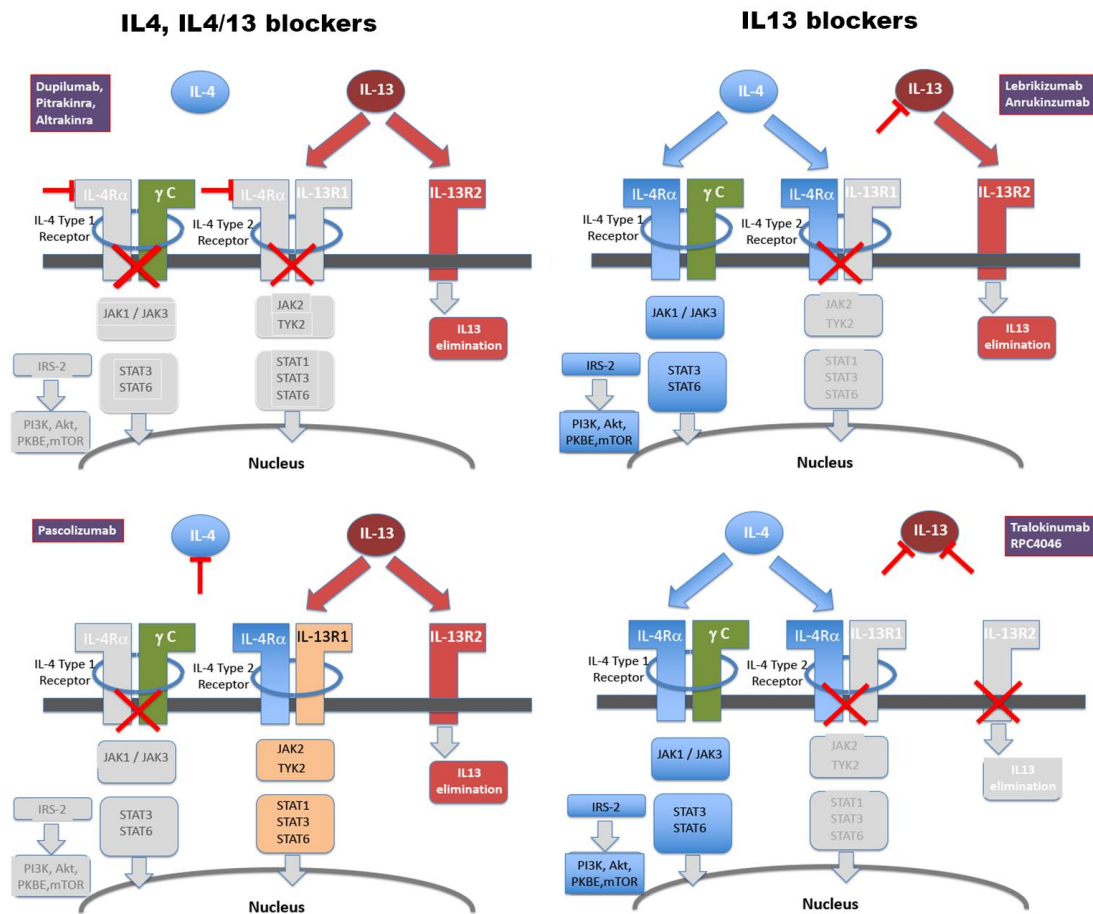 IL4, IL4/13 blockers
Dupilumab,
Pitrakinra,
Altrakinra
IL-4
IL-13
IL-4Rα
γ C
IL-4Rα
IL-13R1
IL-13R2
IL-4 Type 1
Receptor
IL-4 Type 2
Receptor
JAK1 / JAK3
JAK2
TYK2
IL13
elimination
IRS-2
STAT3
STAT6
STAT1
STAT3
STAT6
PI3K, Akt,
PKBE,mTOR
Nucleus
IL13 blockers
IL-4
IL-13
Lebrikizumab
Anrukinzumab
IL-4Rα
γ C
IL-4Rα
IL-13R1
IL-13R2
IL-4 Type 1
Receptor
IL-4 Type 2
Receptor
JAK1 / JAK3
JAK2
TYK2
IL13
elimination
IRS-2
STAT3
STAT6
STAT1
STAT3
STAT6
PI3K, Akt,
PKBE,mTOR
Nucleus
Pascolizumab
IL-4
IL-13
IL-4Rα
γ C
IL-4Rα
IL-13R1
IL-13R2
IL-4 Type 1
Receptor
IL-4 Type 2
Receptor
JAK1 / JAK3
JAK2
TYK2
IL13
elimination
IRS-2
STAT3
STAT6
STAT1
STAT3
STAT6
PI3K, Akt,
PKBE,mTOR
Nucleus
IL-4
IL-13
Tralokinumab
RPC4046
IL-4Rα
γ C
IL-4Rα
IL-13R1
IL-13R2
IL-4 Type 1
Receptor
IL-4 Type 2
Receptor
JAK1 / JAK3
JAK2
TYK2
IL13
elimination
IRS-2
STAT3
STAT6
STAT1
STAT3
STAT6
PI3K, Akt,
PKBE,mTOR
Nucleus